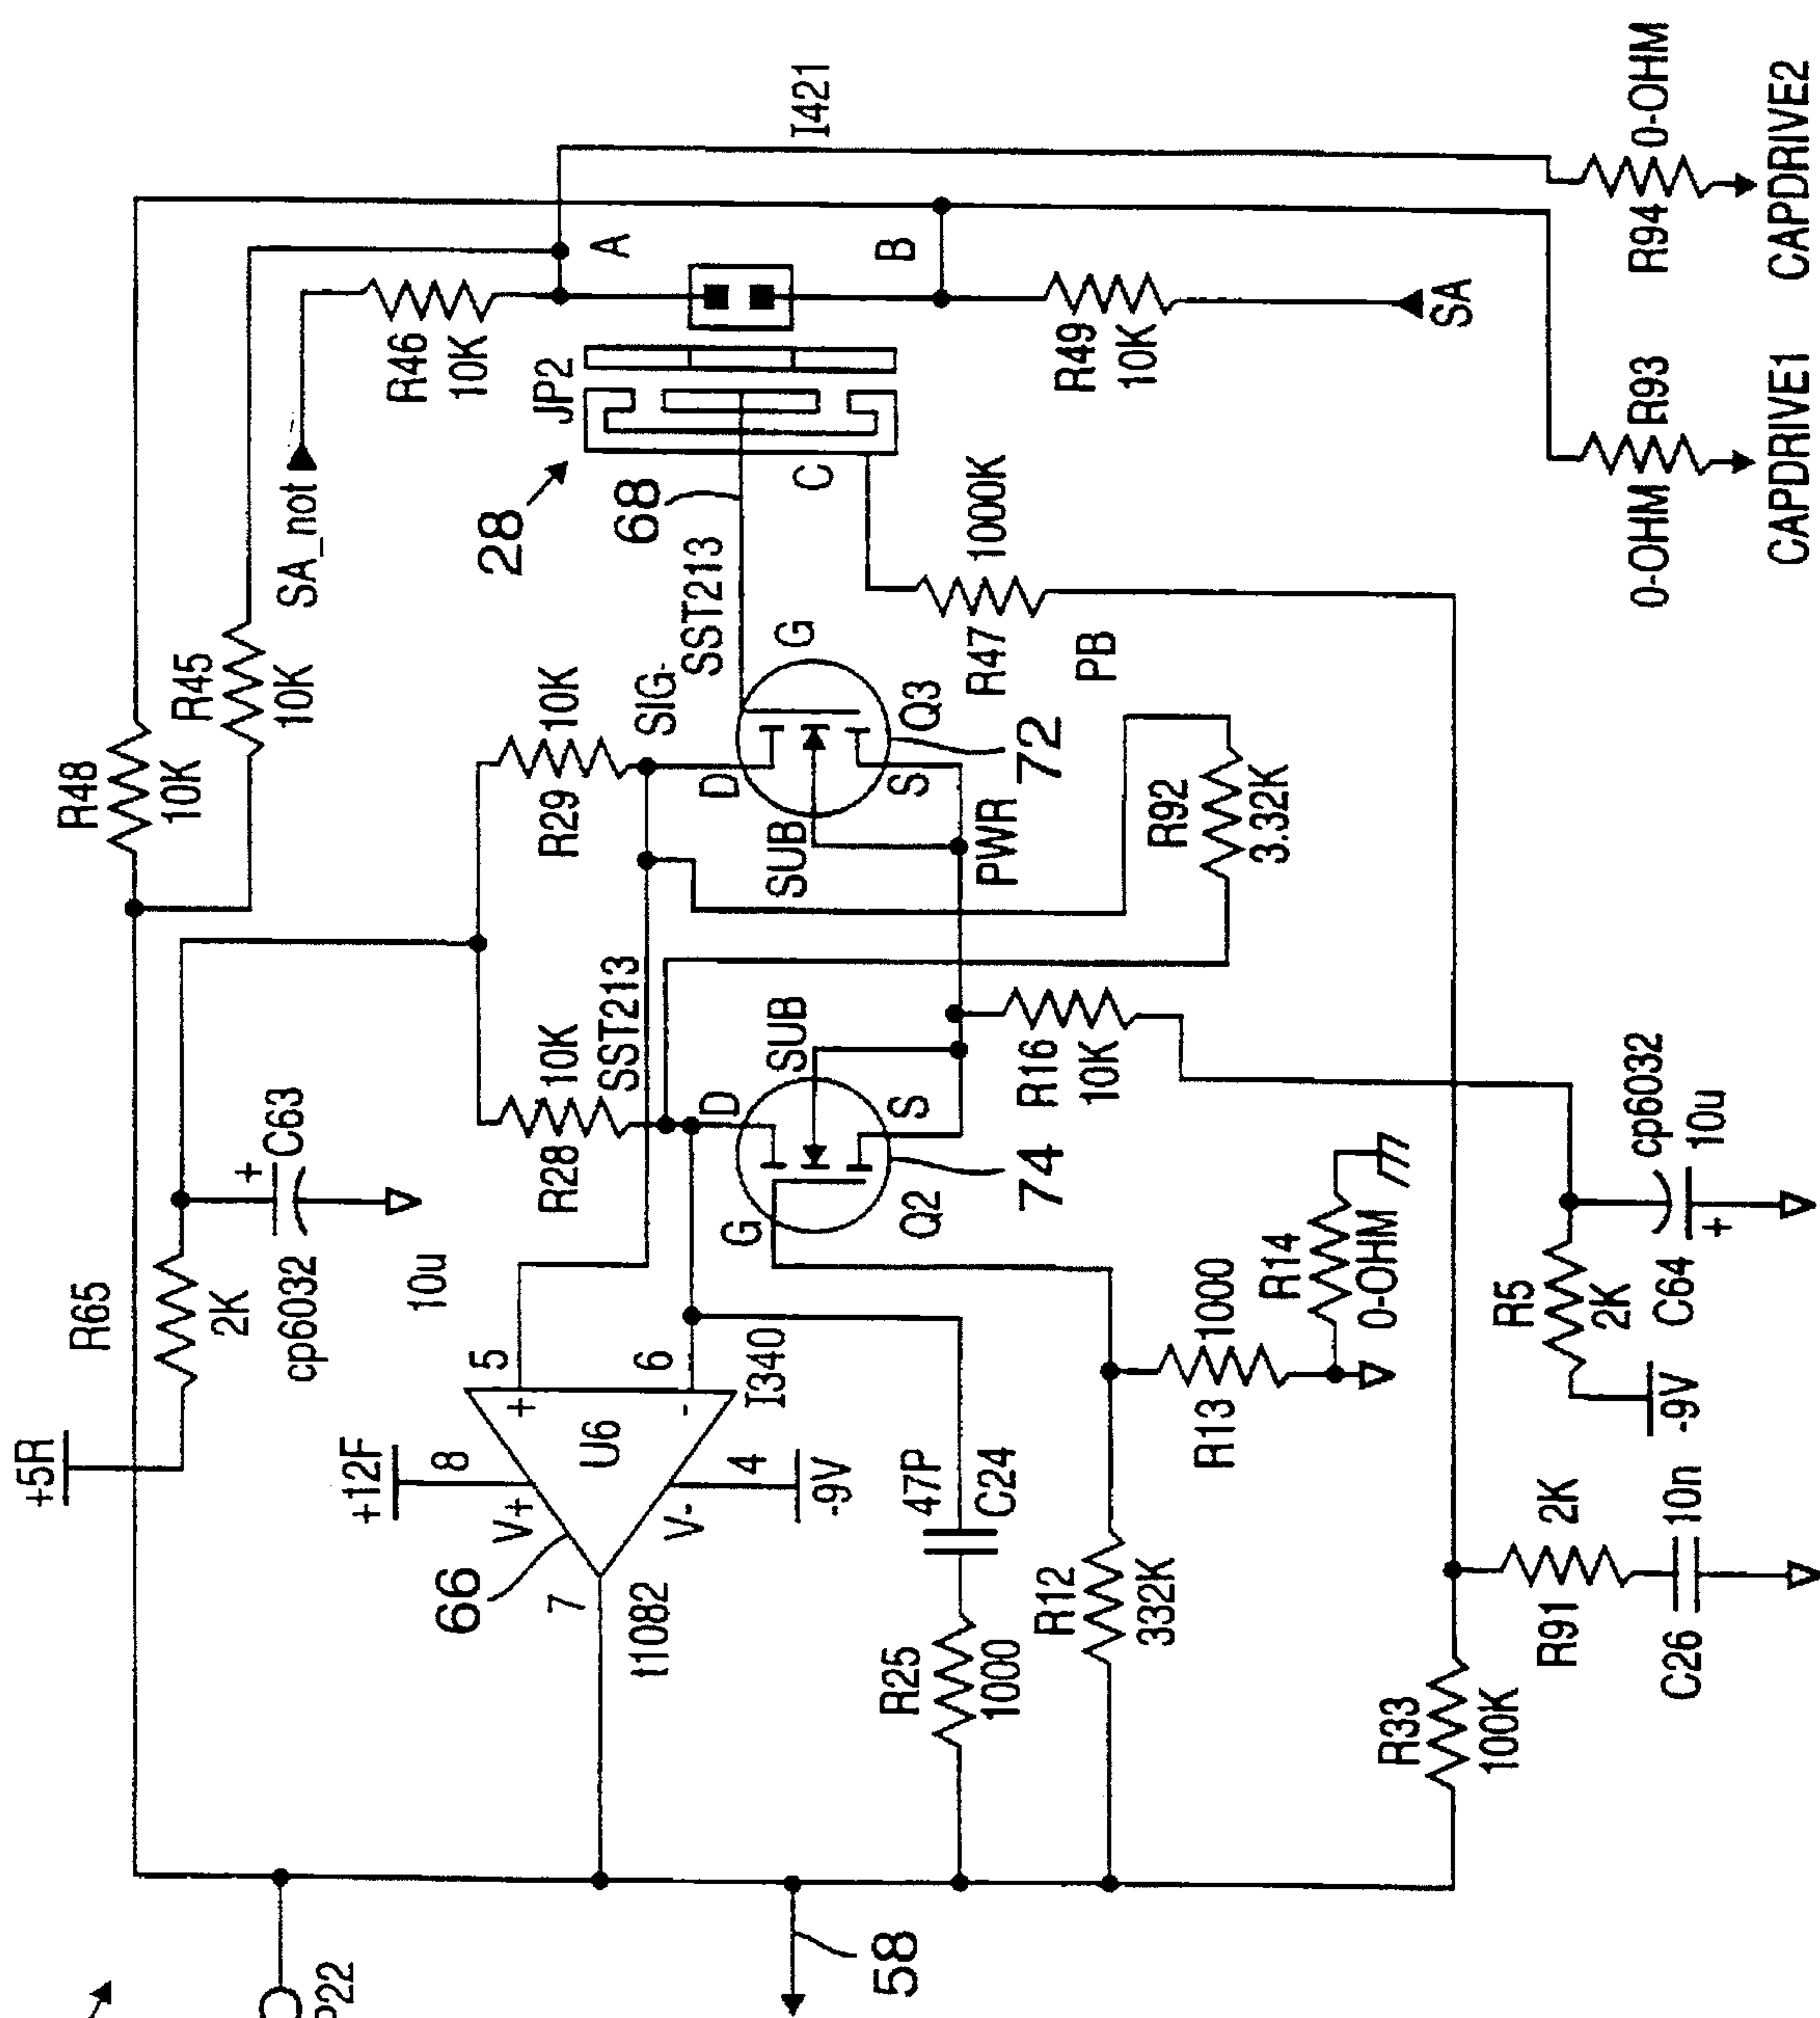 +5R
R65
2K
cp6032
+
C63
10u
R48
10K
R45
10K
SA_not
R46
10K
A
I421
B
JP2
28
68
C
R49
10K
SA
R94
0-OHM
CAPDRIVE2
0-OHM
R93
CAPDRIVE1
R29
10K
SIG-
SST213
G
D
S
SUB
Q3
72
PWR
R47
1000K
PB
R92
3.32K
R28
10K
SST213
D
SUB
S
G
Q2
74
R16
10K
+12F
8
V+
5
+
U6
6
-
I340
4
V-
-9V
66
7
t1082
47P
C24
R25
1000
R12
332K
R13
1000
R14
0-OHM
R5
2K
-9V
cp6032
10u
C64
+
R33
100K
R91
2K
C26
10n
58
P22